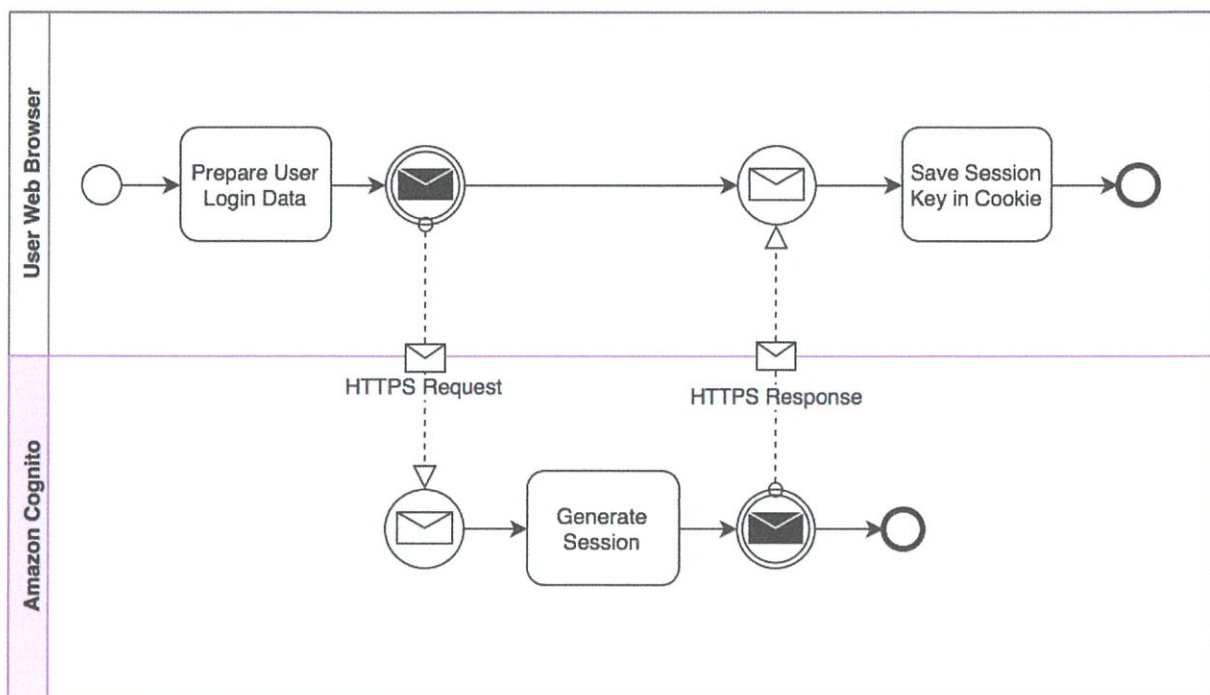 User Web Browser
Prepare User
Login Data
Save Session
Key in Cookie
HTTPS Request
HTTPS Response
Amazon Cognito
Generate
Session